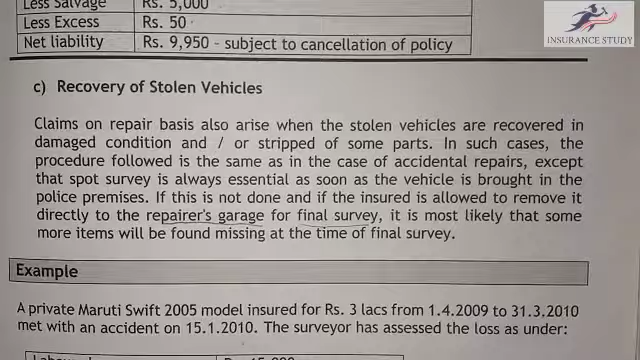 Less Salvage Rs. 5,000
Less Excess Rs. 50
Net liability Rs. 9,950 - subject to cancellation of policy
INSURANCE STUDY
c) Recovery of Stolen Vehicles
Claims on repair basis also arise when the stolen vehicles are recovered in
damaged condition and / or stripped of some parts. In such cases, the
procedure followed is the same as in the case of accidental repairs, except
that spot survey is always essential as soon as the vehicle is brought in the
police premises. If this is not done and if the insured is allowed to remove it
directly to the repairer's garage for final survey, it is most likely that some
more items will be found missing at the time of final survey.
Example
A private Maruti Swift 2005 model insured for Rs. 3 lacs from 1.4.2009 to 31.3.2010
met with an accident on 15.1.2010. The surveyor has assessed the loss as under: